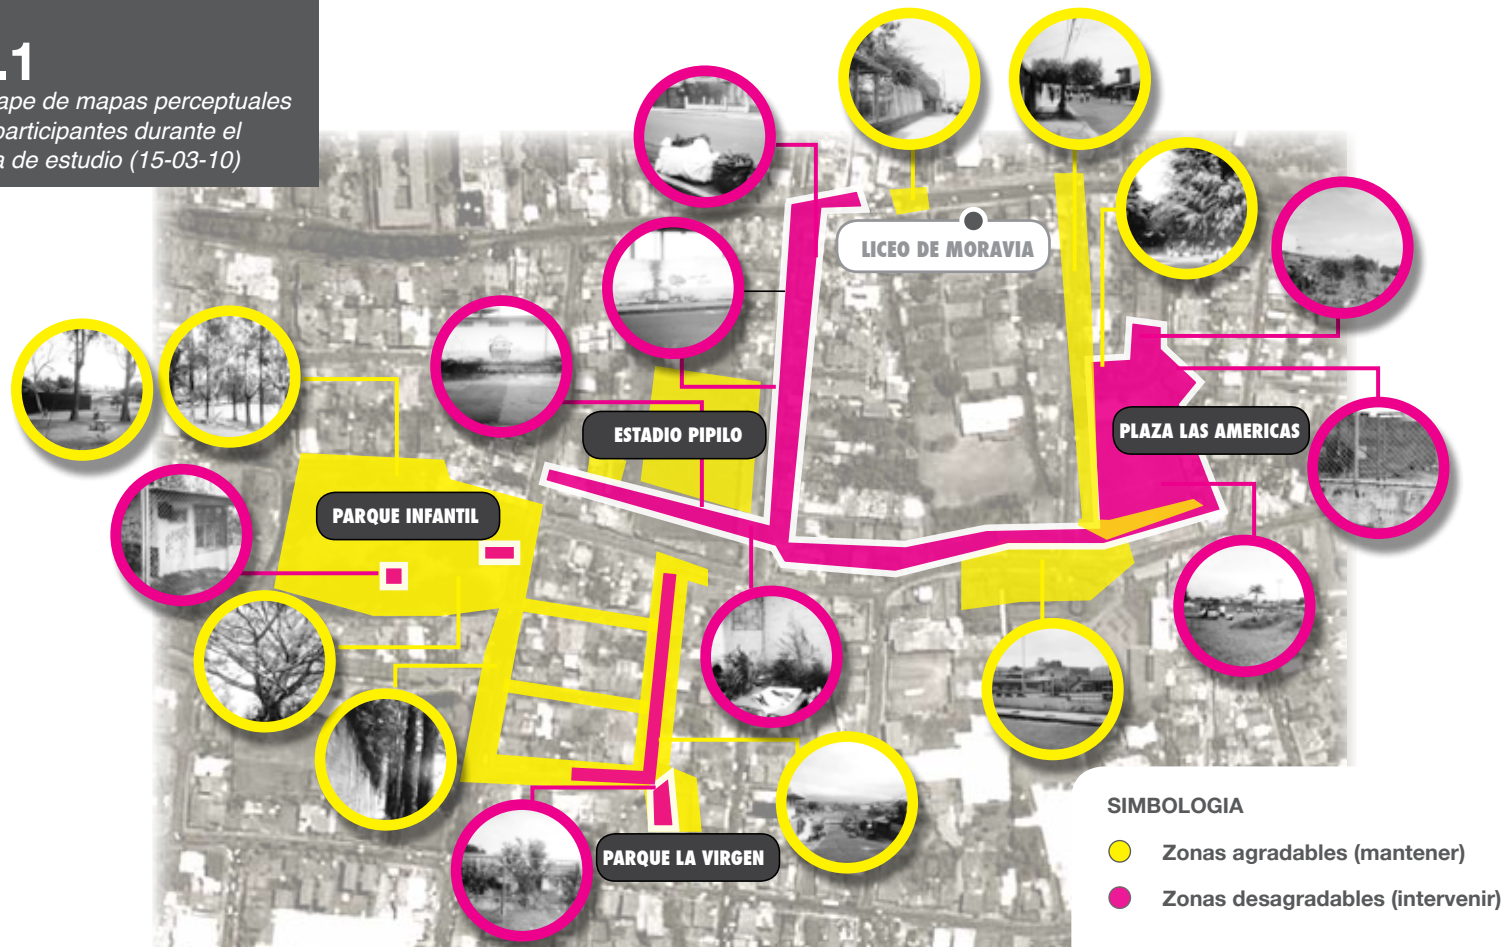 .1
ape de mapas perceptuales
participantes durante el
a de estudio (15-03-10)
LICEO DE MORAVIA
ESTADIO PIPILO
PLAZA LAS AMERICAS
PARQUE INFANTIL
PARQUE LA VIRGEN
SIMBOLOGIA
Zonas agradables (mantener)
Zonas desagradables (intervenir)